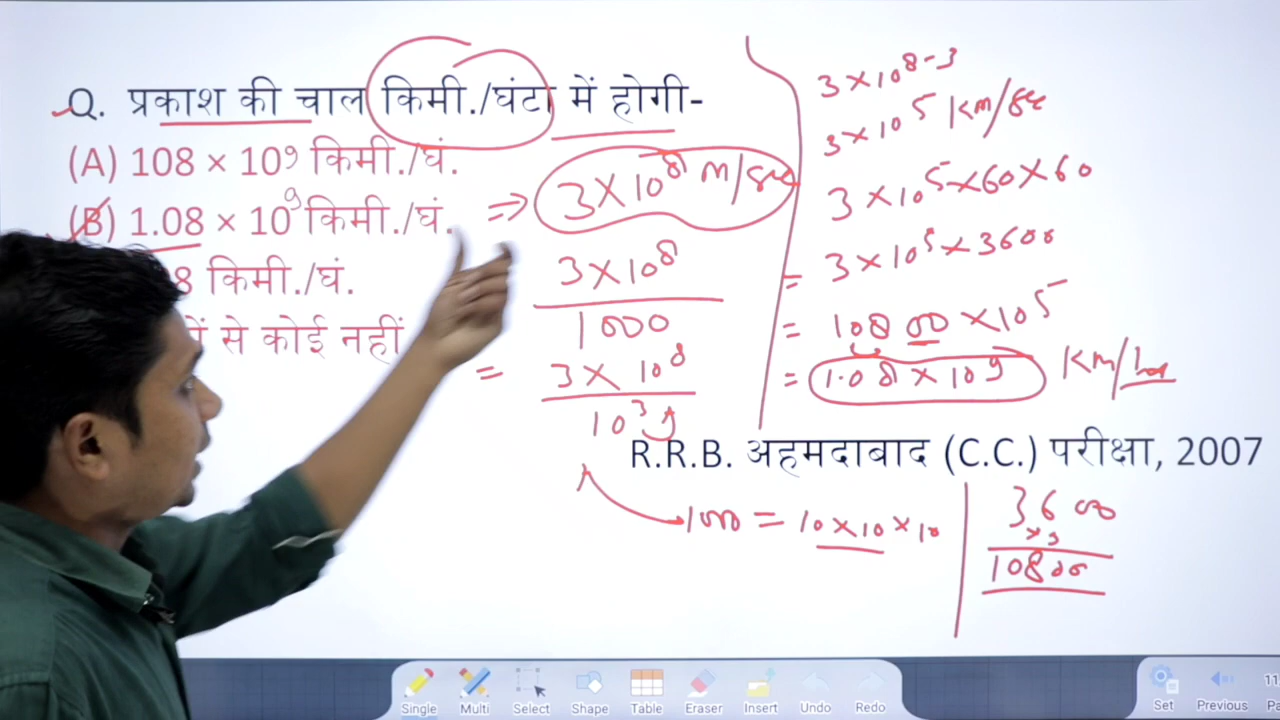 Q. प्रकाश की चाल किमी./घंटा में होगी-
(A) 108 × 10⁹ किमी./घं.
(B) 1.08 × 10⁹ किमी./घं.
8 किमी./घं.
से कोई नहीं
⇒ 3×10⁸ m/sec
3×10⁸
1000
= 3×10⁸
10³
3×10⁸⁻³
3×10⁵ km/sec
3×10⁵×60×60
= 3×10⁵×3600
= 10800×10⁵
= 1.08×10⁹ km/hour
R.R.B. अहमदाबाद (C.C.) परीक्षा, 2007
1000 = 10×10×10
3600
×3
10800
Single Multi Select Shape Table Eraser Insert Undo Redo
Set Previous